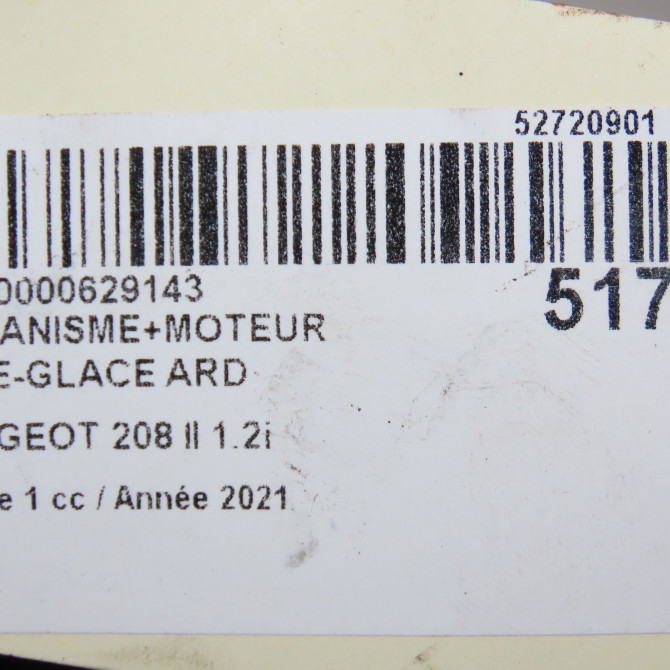 52720901
0000629143
517
ANISME+MOTEUR
E-GLACE ARD
GEOT 208 II 1.2i
e 1 cc / Année 2021